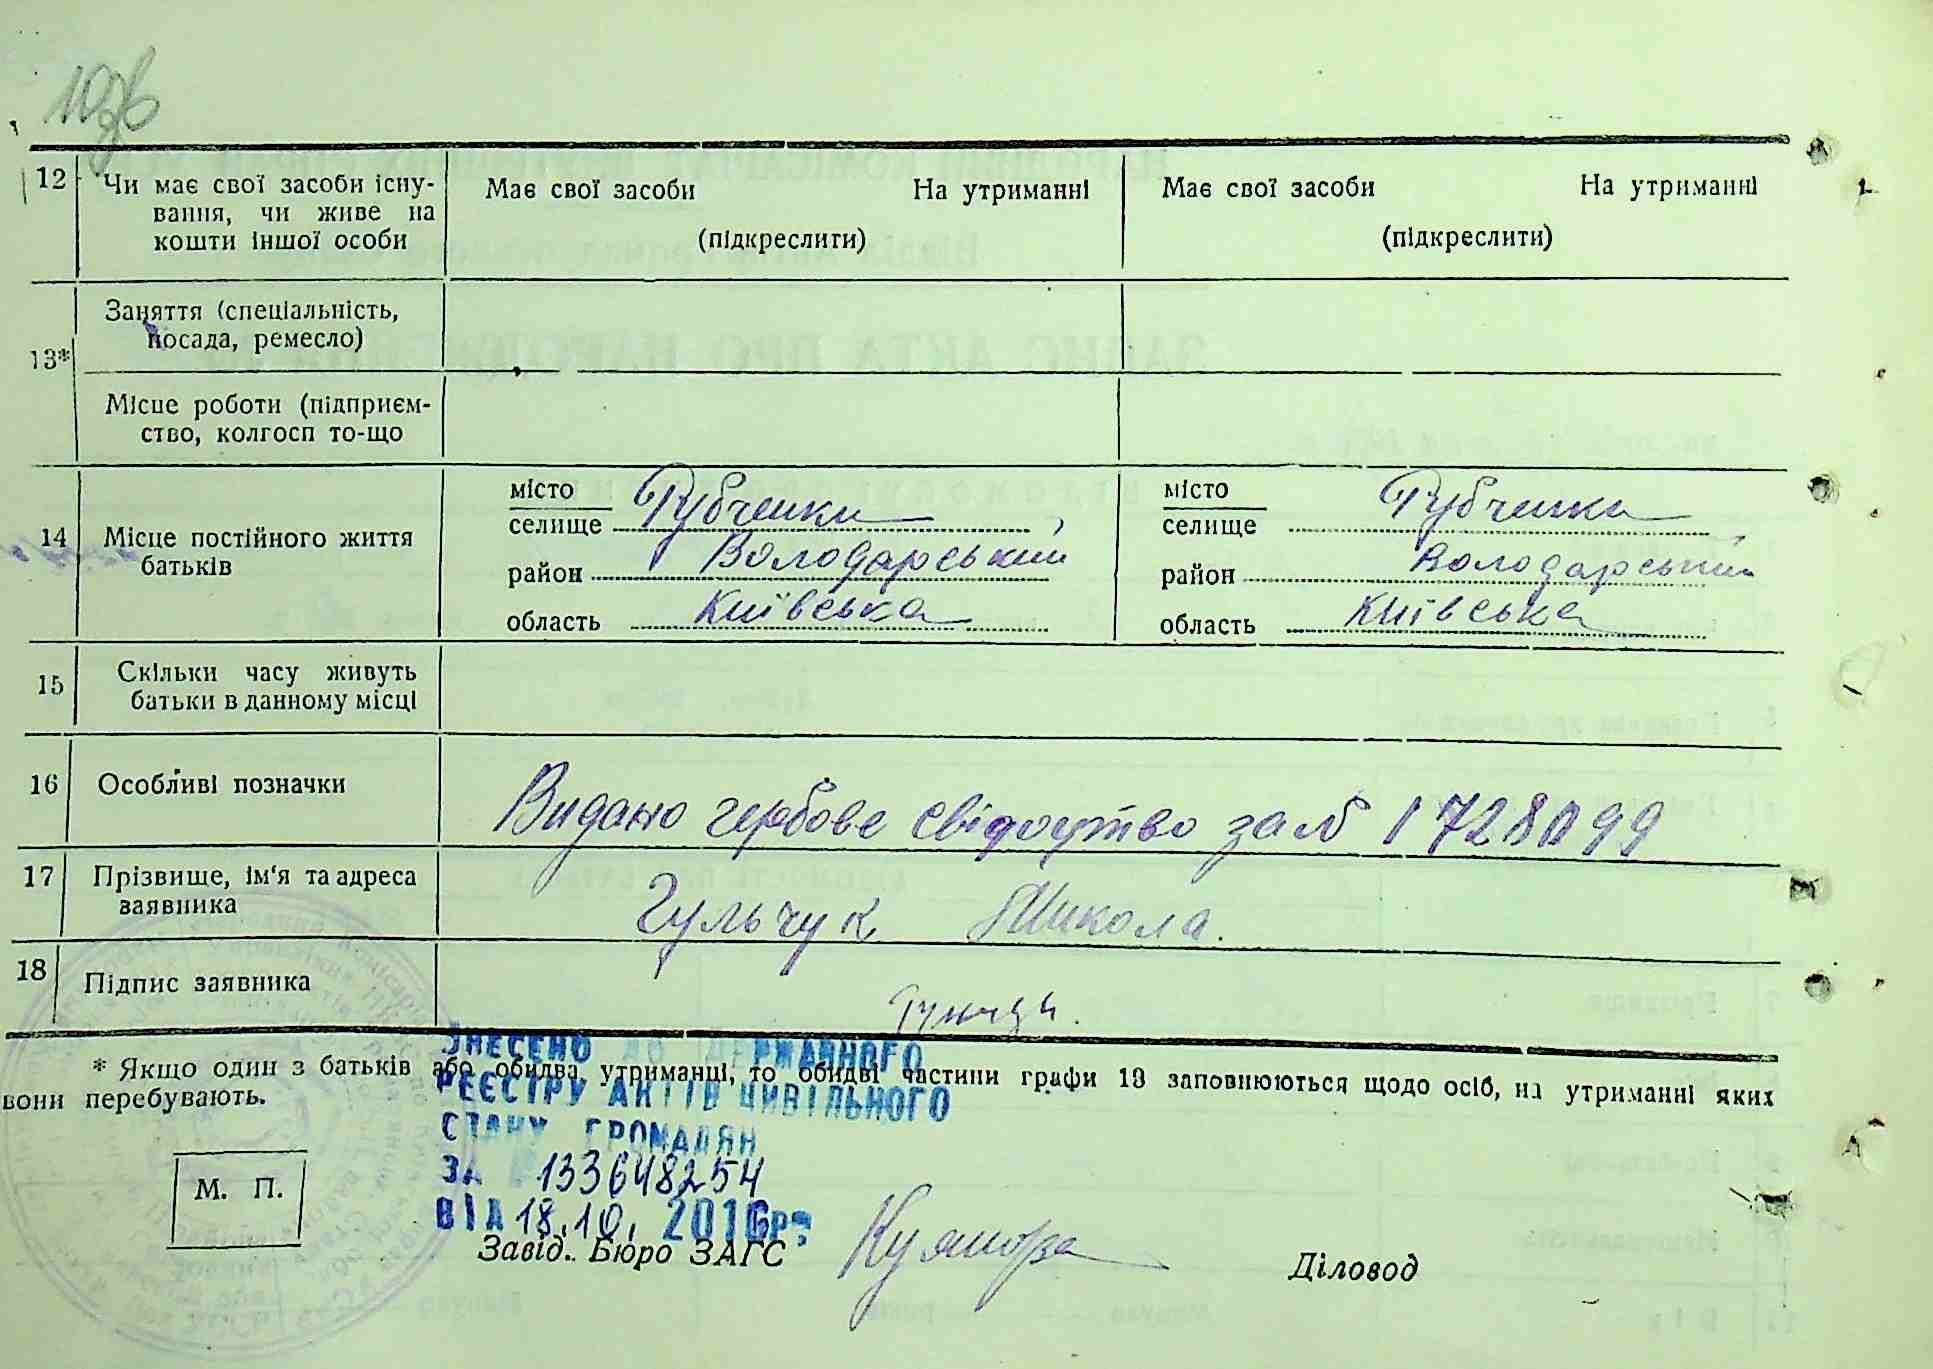 12 Чи має свої засоби існу-
вання, чи живе на
кошти іншої особи
Має свої засоби На утриманні
(підкреслити)
Має свої засоби На утриманні
(підкреслити)
13*
Заняття (спеціальність,
посада, ремесло)
Місце роботи (підприєм-
ство, колгосп то-що
14 Місце постійного життя
батьків
місто
селище Рубченки
район Володарський
область Київська
місто
селище Рубченки
район Володарський
область Київська
15 Скільки часу живуть
батьки в данному місці
16 Особливі позначки
Видано гербове свідоцтво за № 1728099
17 Прізвище, ім'я та адреса
заявника
Гульчук Микола.
18 Підпис заявника
* Якщо один з батьків або обидва утриманці, то обидві частини графи 13 заповнюються щодо осіб, на утриманні яких
вони перебувають.
ЗНЕСЕНО ДО ДЕРЖАВНОГО
РЕЄСТРУ АКТІВ ЦИВІЛЬНОГО
СТАНУ ГРОМАДЯН
ЗА 133648254
ВІД 18.10. 2016р.
М. П.
Завід. Бюро ЗАГС
Діловод